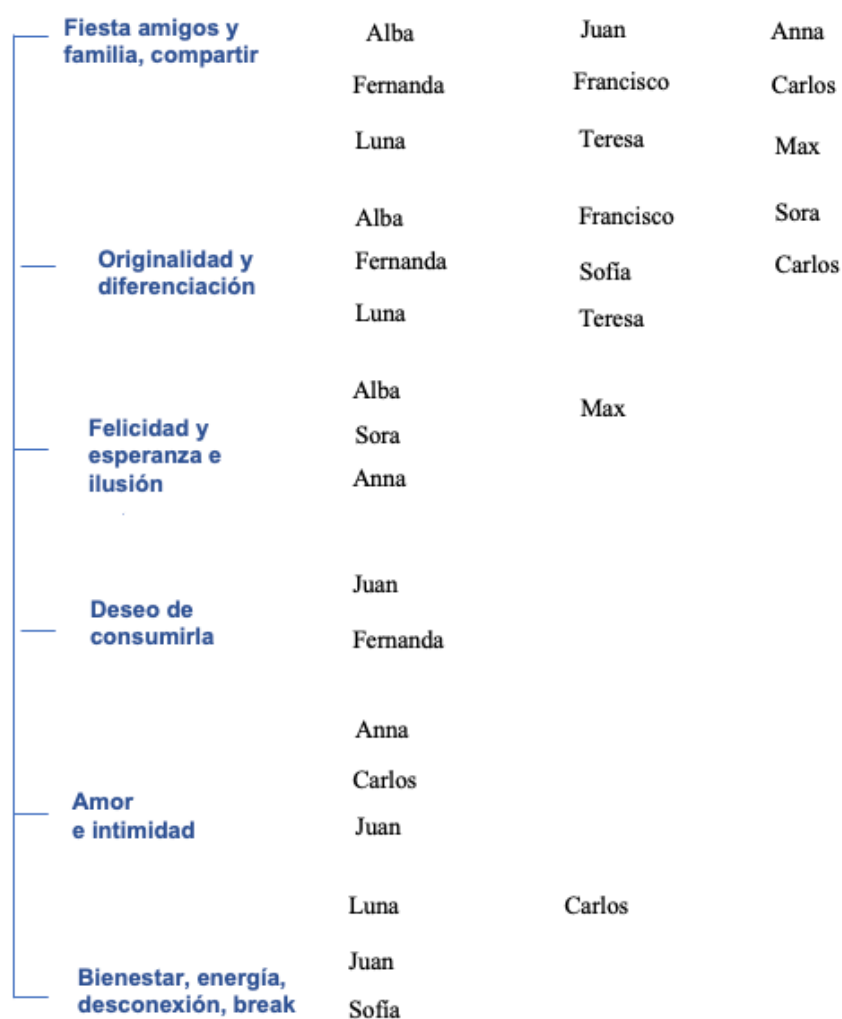 Fiesta amigos y
familia, compartir
Alba Juan Anna
Fernanda Francisco Carlos
Luna Teresa Max
Originalidad y
diferenciación
Alba Francisco Sora
Fernanda Sofía Carlos
Luna Teresa
Felicidad y
esperanza e
ilusión
Alba Max
Sora
Anna
Deseo de
consumirla
Juan
Fernanda
Amor
e intimidad
Anna
Carlos
Juan
Bienestar, energía,
desconexión, break
Luna Carlos
Juan
Sofía